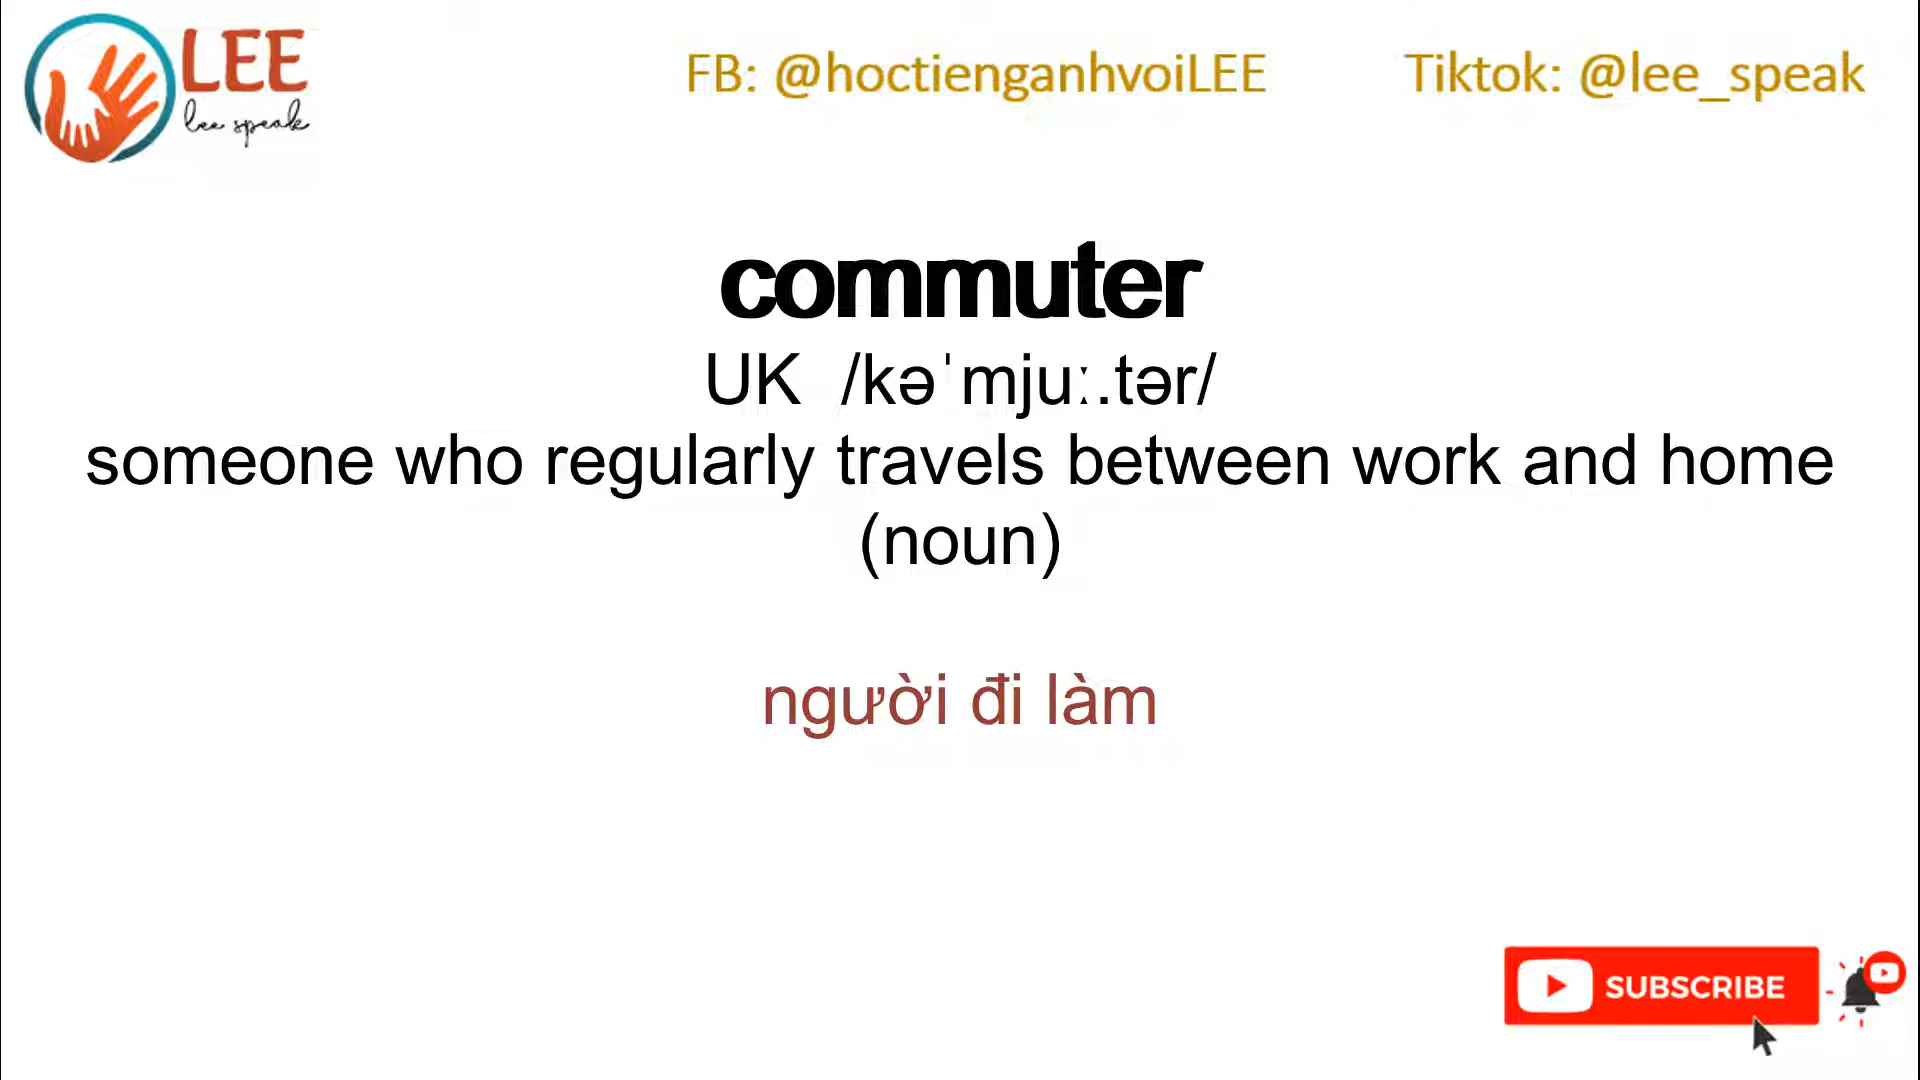 LEE
lee speak
FB: @hoctienganhvoiLEE
Tiktok: @lee_speak
commuter
UK /kəˈmjuː.tər/
someone who regularly travels between work and home
(noun)
người đi làm
SUBSCRIBE